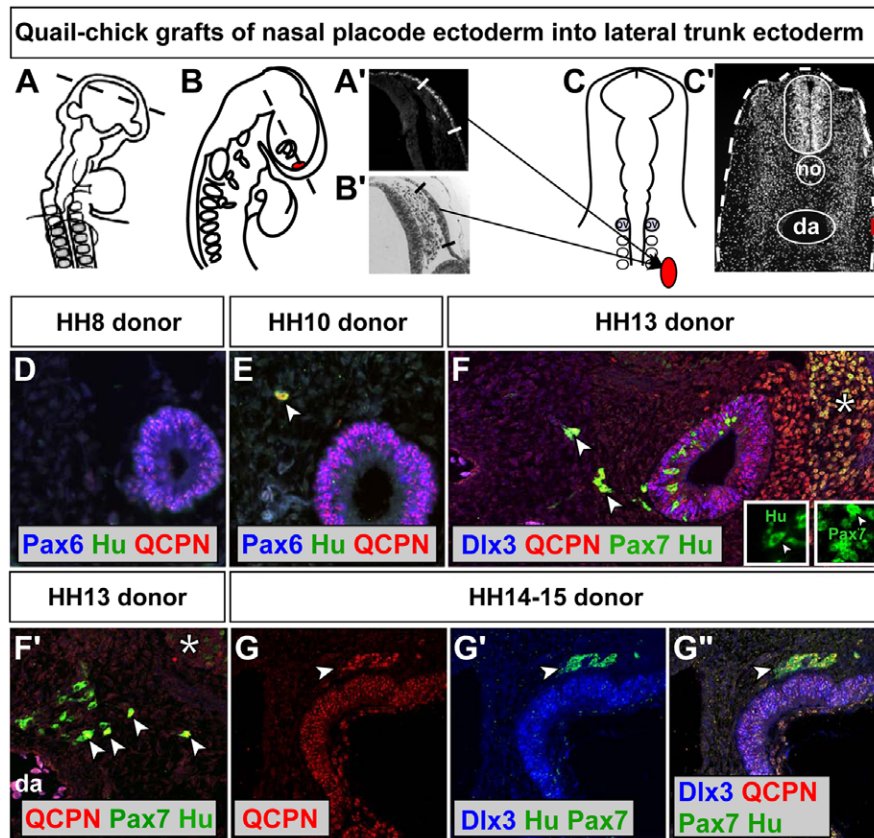 Quail-chick grafts of nasal placode ectoderm into lateral trunk ectoderm
A B A' C C'
B'
no
ov ov
da
HH8 donor HH10 donor HH13 donor
D E F
*
Hu Pax7
Pax6 Hu QCPN Pax6 Hu QCPN Dlx3 QCPN Pax7 Hu
HH13 donor HH14-15 donor
F' G G' G"
*
da
QCPN Pax7 Hu QCPN Dlx3 Hu Pax7 Dlx3 QCPN
Pax7 Hu